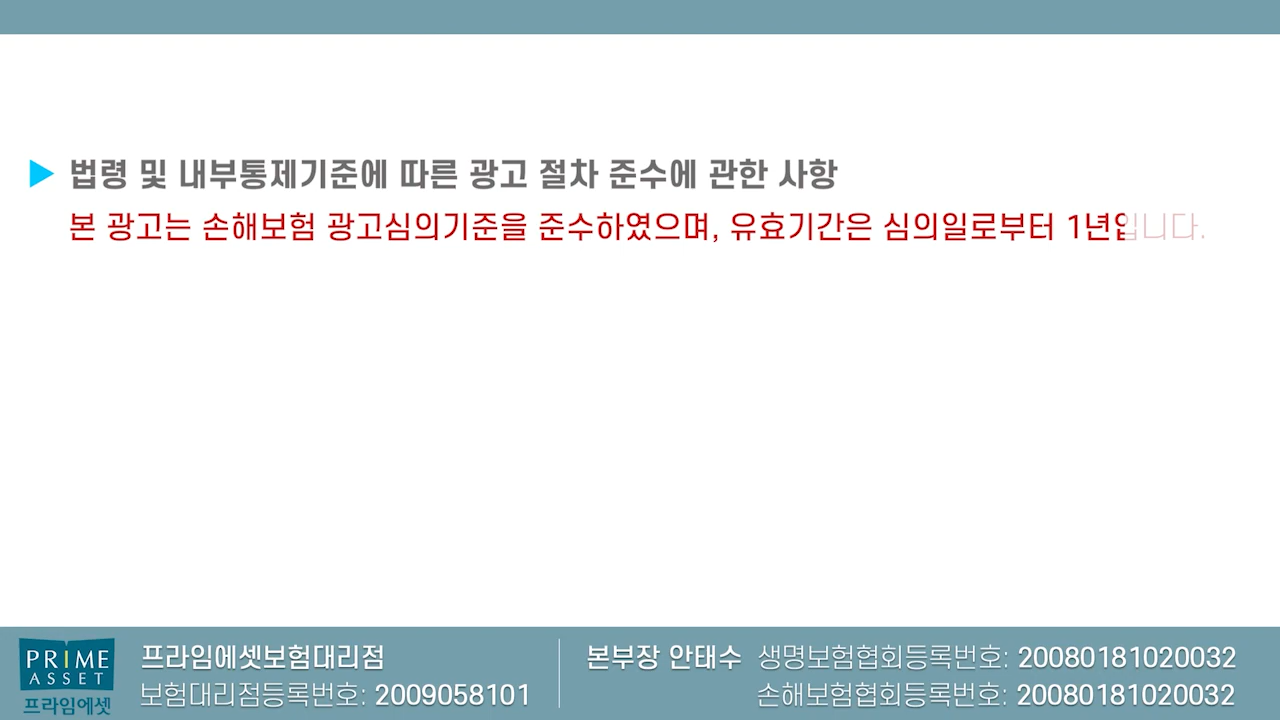 ▶ 법령 및 내부통제기준에 따른 광고 절차 준수에 관한 사항
본 광고는 손해보험 광고심의기준을 준수하였으며, 유효기간은 심의일로부터 1년입니다.
PRIME
ASSET
프라임에셋
프라임에셋보험대리점
보험대리점등록번호: 2009058101
본부장 안태수 생명보험협회등록번호: 20080181020032
손해보험협회등록번호: 20080181020032